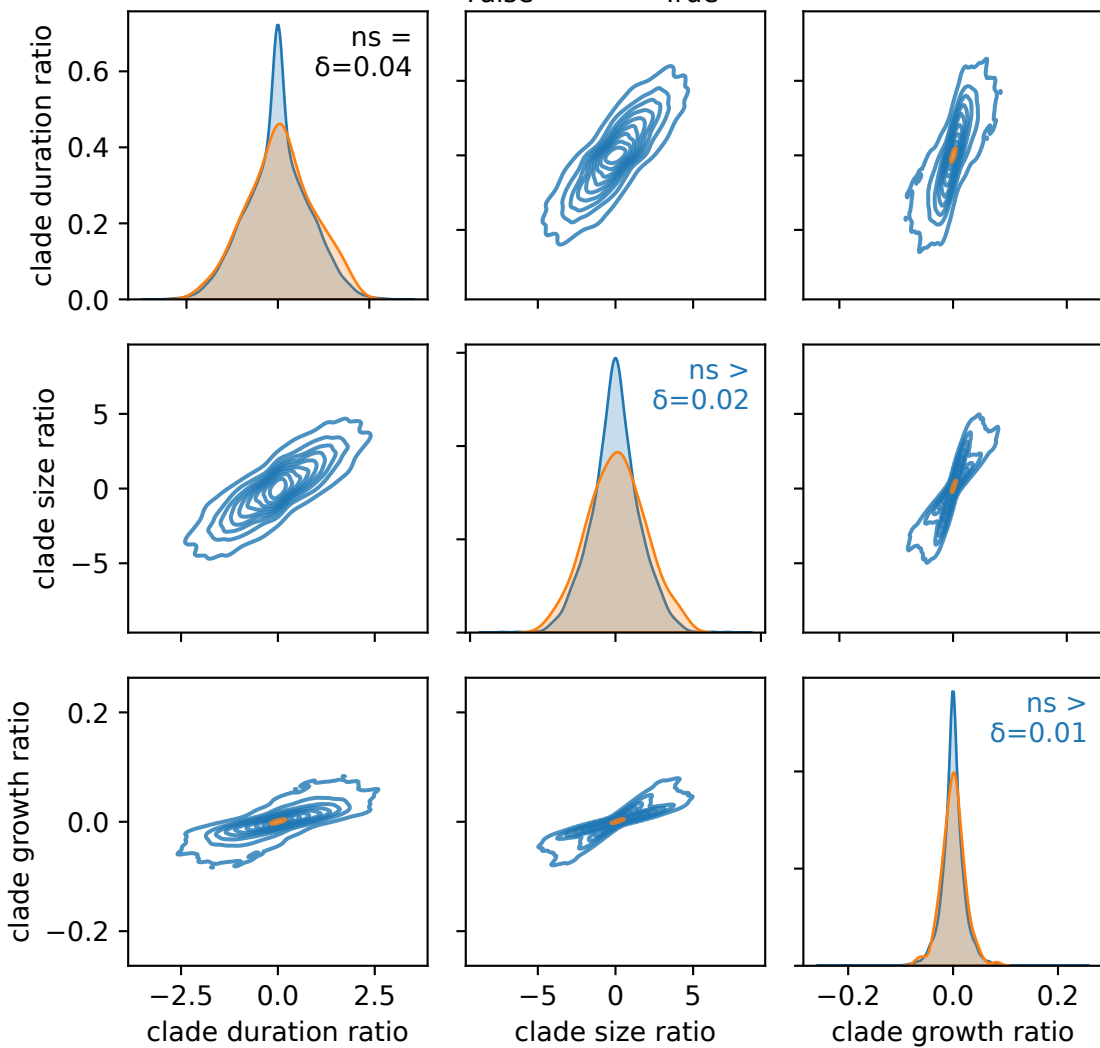 clade duration ratio
0.6
0.4
0.2
0.0
ns =
δ=0.04
clade size ratio
5
0
−5
ns >
δ=0.02
clade growth ratio
0.2
0.0
−0.2
ns >
δ=0.01
−2.5 0.0 2.5
clade duration ratio
−5 0 5
clade size ratio
−0.2 0.0 0.2
clade growth ratio